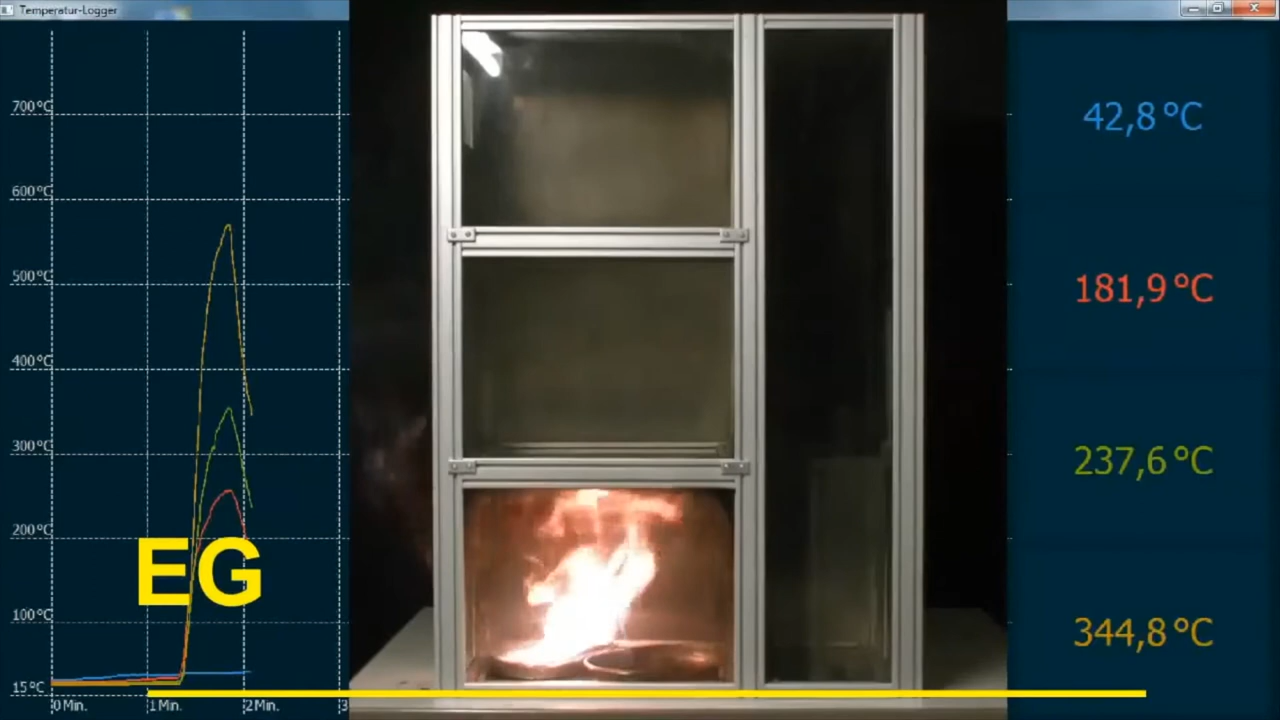 Temperatur-Logger
700°C
600°C
500°C
400°C
300°C
200°C
100°C
15°C
0 Min.
1 Min.
2 Min.
3
EG
42,8 °C
181,9 °C
237,6 °C
344,8 °C